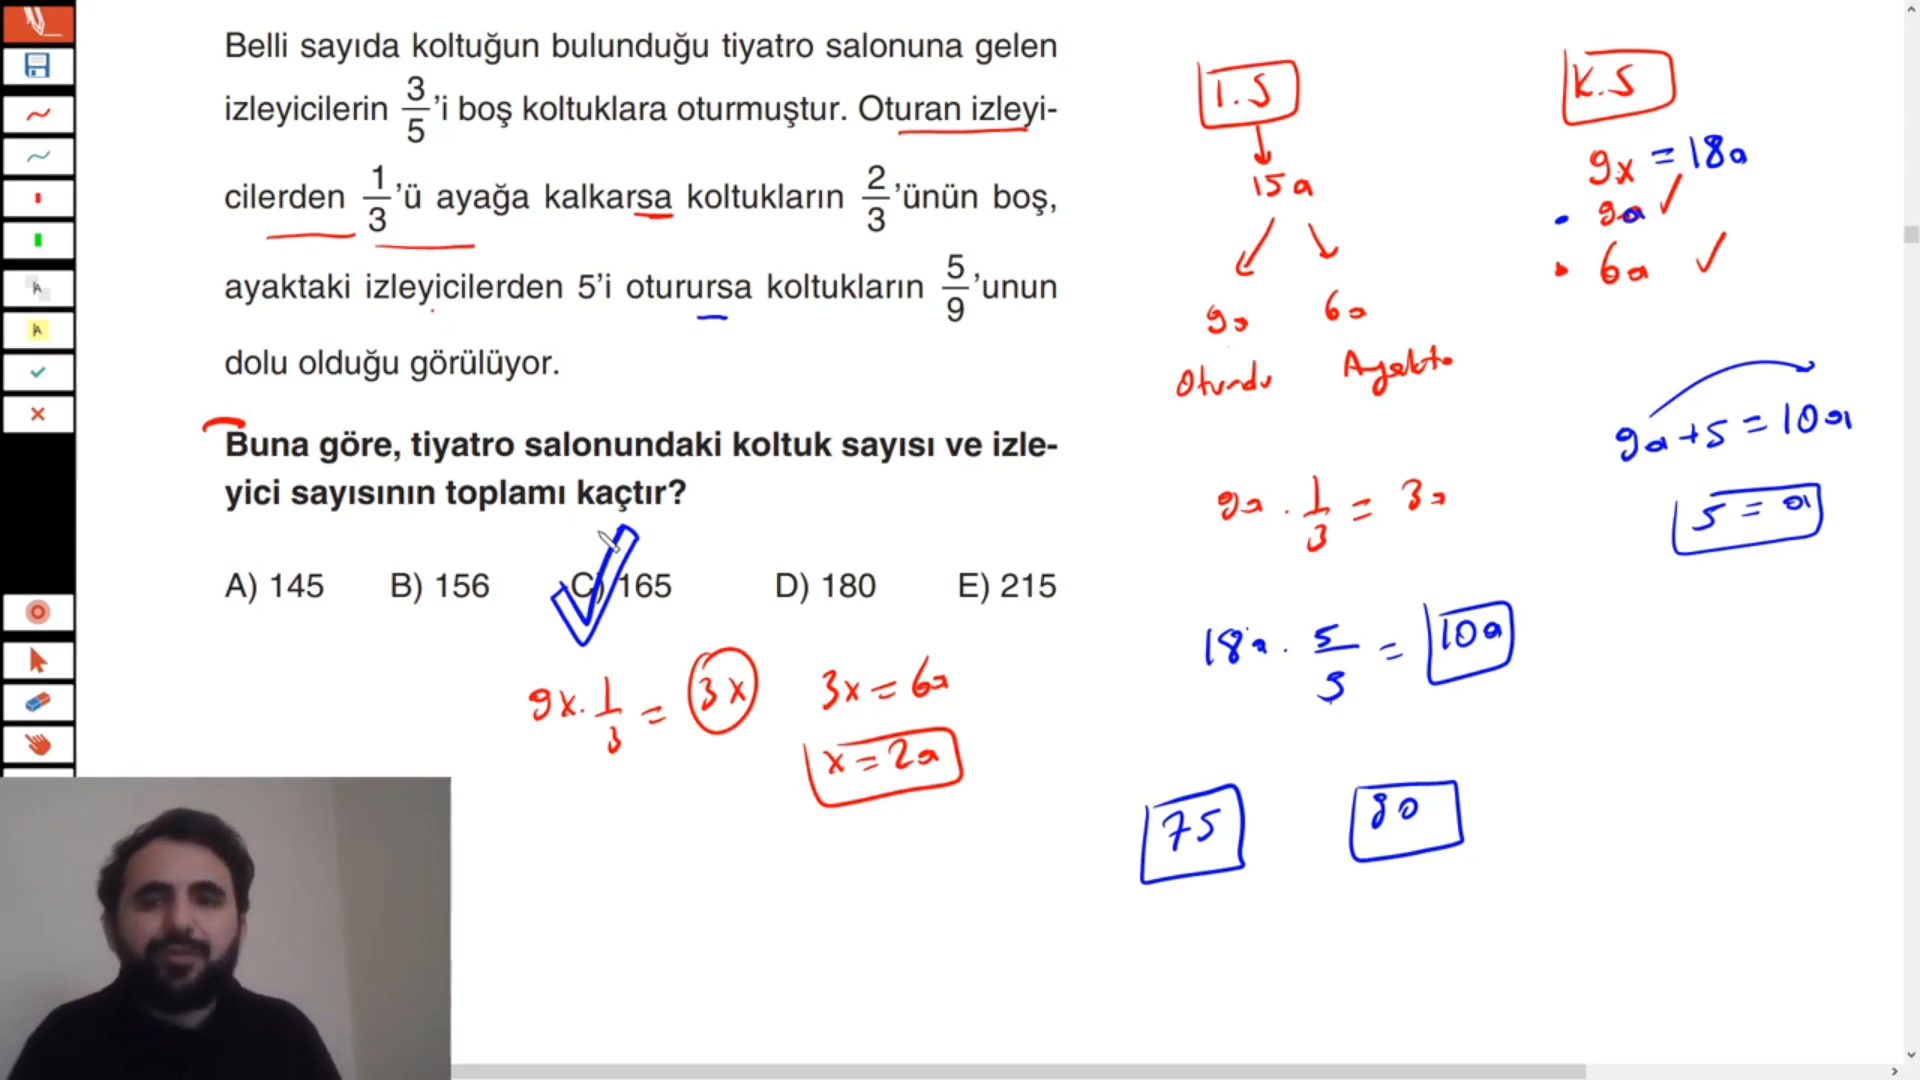 Belli sayıda koltuğun bulunduğu tiyatro salonuna gelen
izleyicilerin 3/5 'i boş koltuklara oturmuştur. Oturan izleyi-
cilerden 1/3 'ü ayağa kalkarsa koltukların 2/3 'ünün boş,
ayaktaki izleyicilerden 5'i oturursa koltukların 5/9 'unun
dolu olduğu görülüyor.
Buna göre, tiyatro salonundaki koltuk sayısı ve izle-
yici sayısının toplamı kaçtır?
A) 145 B) 156 C) 165 D) 180 E) 215
9x · 1/3 = 3x
3x = 6a
x = 2a
İ.S
15a
9a 6a
Oturdu Ayakta
9a · 1/3 = 3a
18a · 5/9 = 10a
75 90
K.S
9x = 18a
• 9a ✓
• 6a ✓
9a + 5 = 10a
5 = a